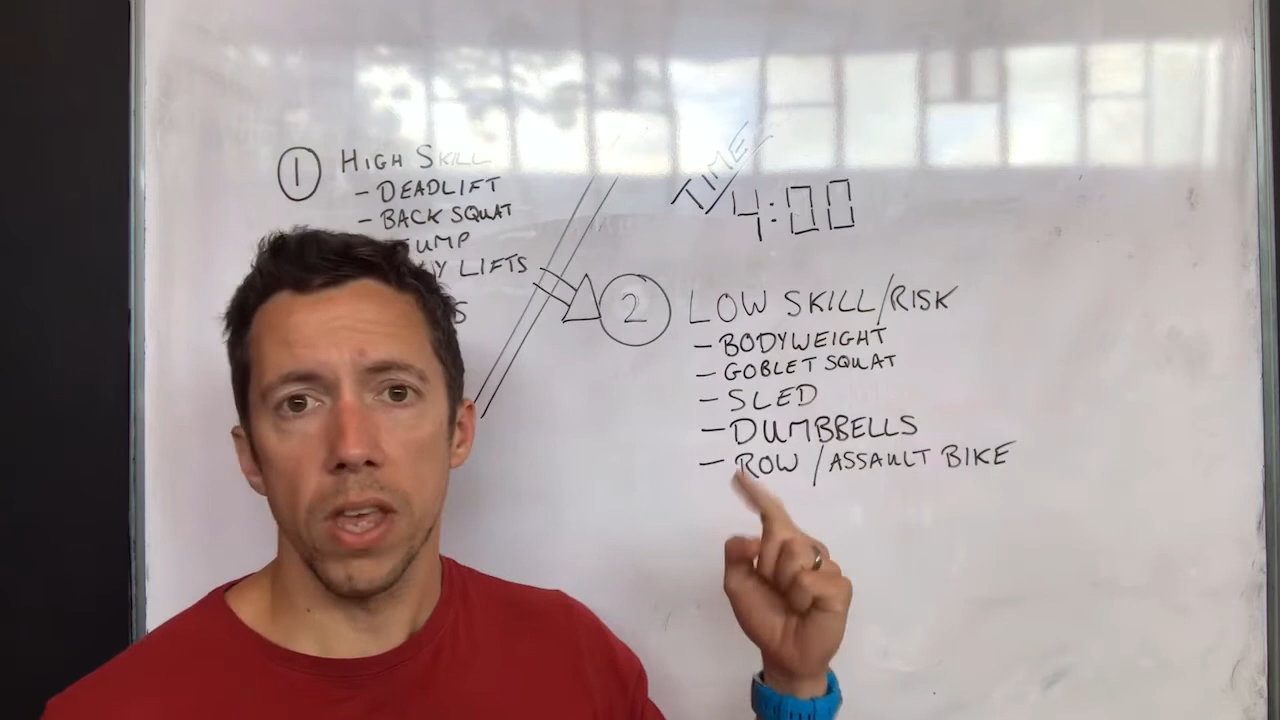 1 HIGH SKILL
- DEADLIFT
- BACK SQUAT
JUMP
LIFTS
TIME
4:00
2 LOW SKILL/RISK
- BODYWEIGHT
- GOBLET SQUAT
- SLED
- DUMBBELLS
- ROW/ASSAULT BIKE